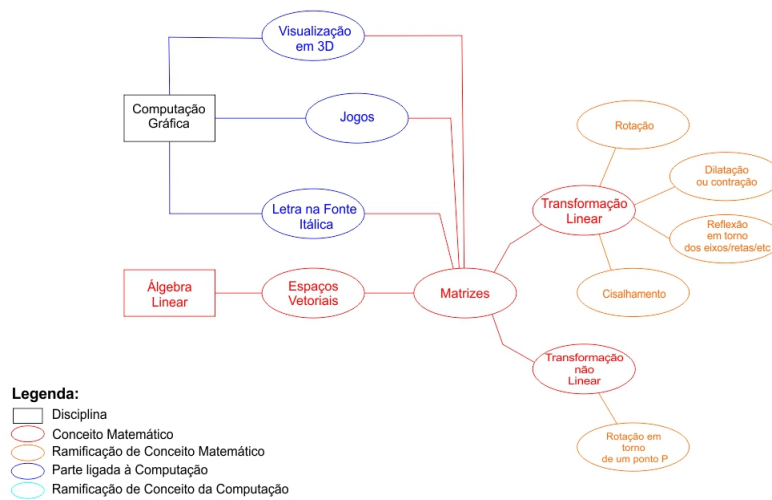 Visualização
em 3D
Computação
Gráfica
Jogos
Rotação
Dilatação
ou contração
Letra na Fonte
Itálica
Transformação
Linear
Reflexão
em torno
dos eixos/retas/etc
Álgebra
Linear
Espaços
Vetoriais
Matrizes
Cisalhamento
Transformação
não
Linear
Rotação em
torno
de um ponto P
Legenda:
Disciplina
Conceito Matemático
Ramificação de Conceito Matemático
Parte ligada à Computação
Ramificação de Conceito da Computação